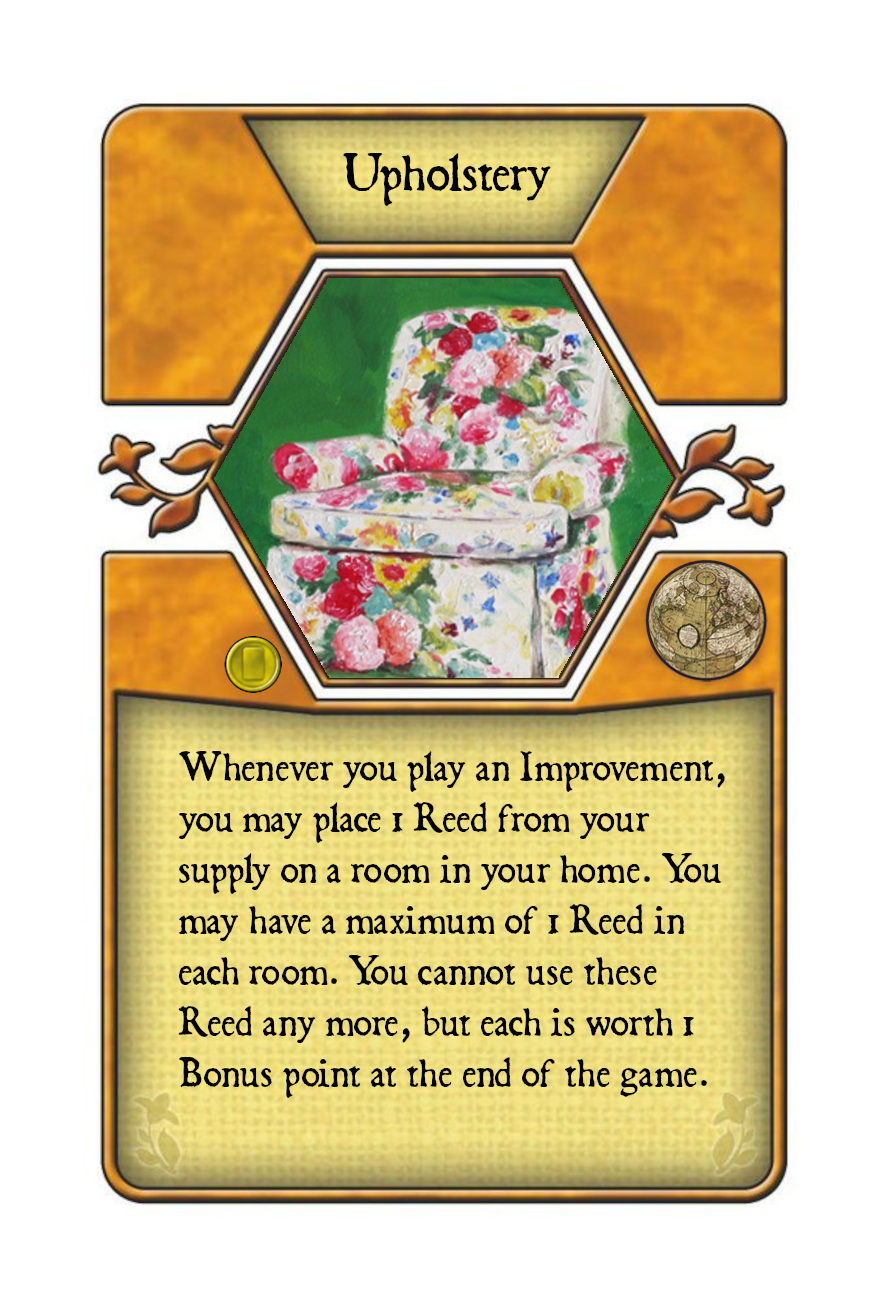 Upholstery
Whenever you play an Improvement,
you may place 1 Reed from your
supply on a room in your home. You
may have a maximum of 1 Reed in
each room. You cannot use these
Reed any more, but each is worth 1
Bonus point at the end of the game.